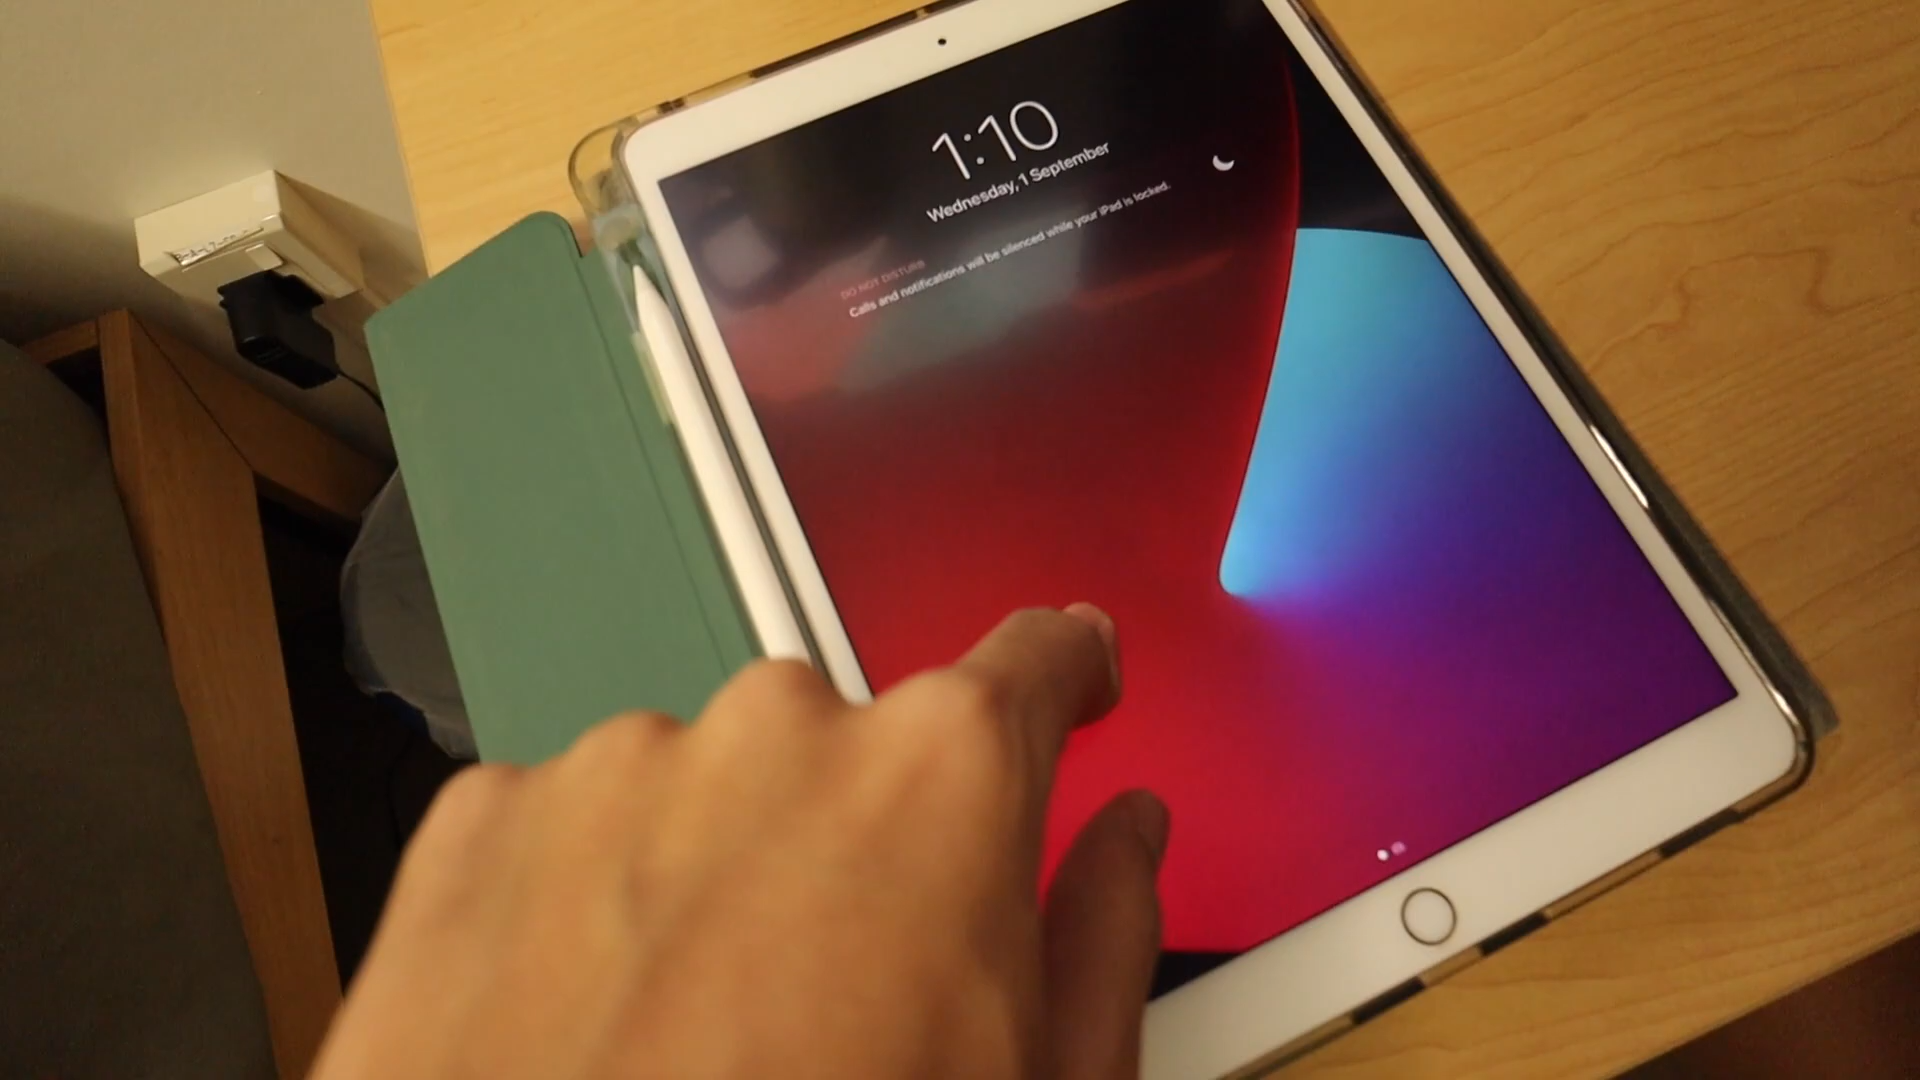 1:10
Wednesday, 1 September
DO NOT DISTURB
Calls and notifications will be silenced while your iPad is locked.